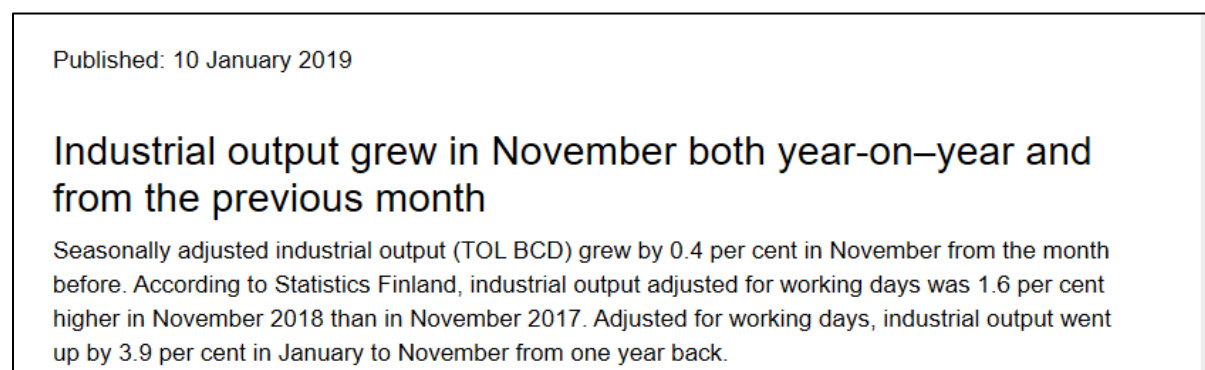 Published: 10 January 2019
Industrial output grew in November both year-on–year and
from the previous month
Seasonally adjusted industrial output (TOL BCD) grew by 0.4 per cent in November from the month
before. According to Statistics Finland, industrial output adjusted for working days was 1.6 per cent
higher in November 2018 than in November 2017. Adjusted for working days, industrial output went
up by 3.9 per cent in January to November from one year back.